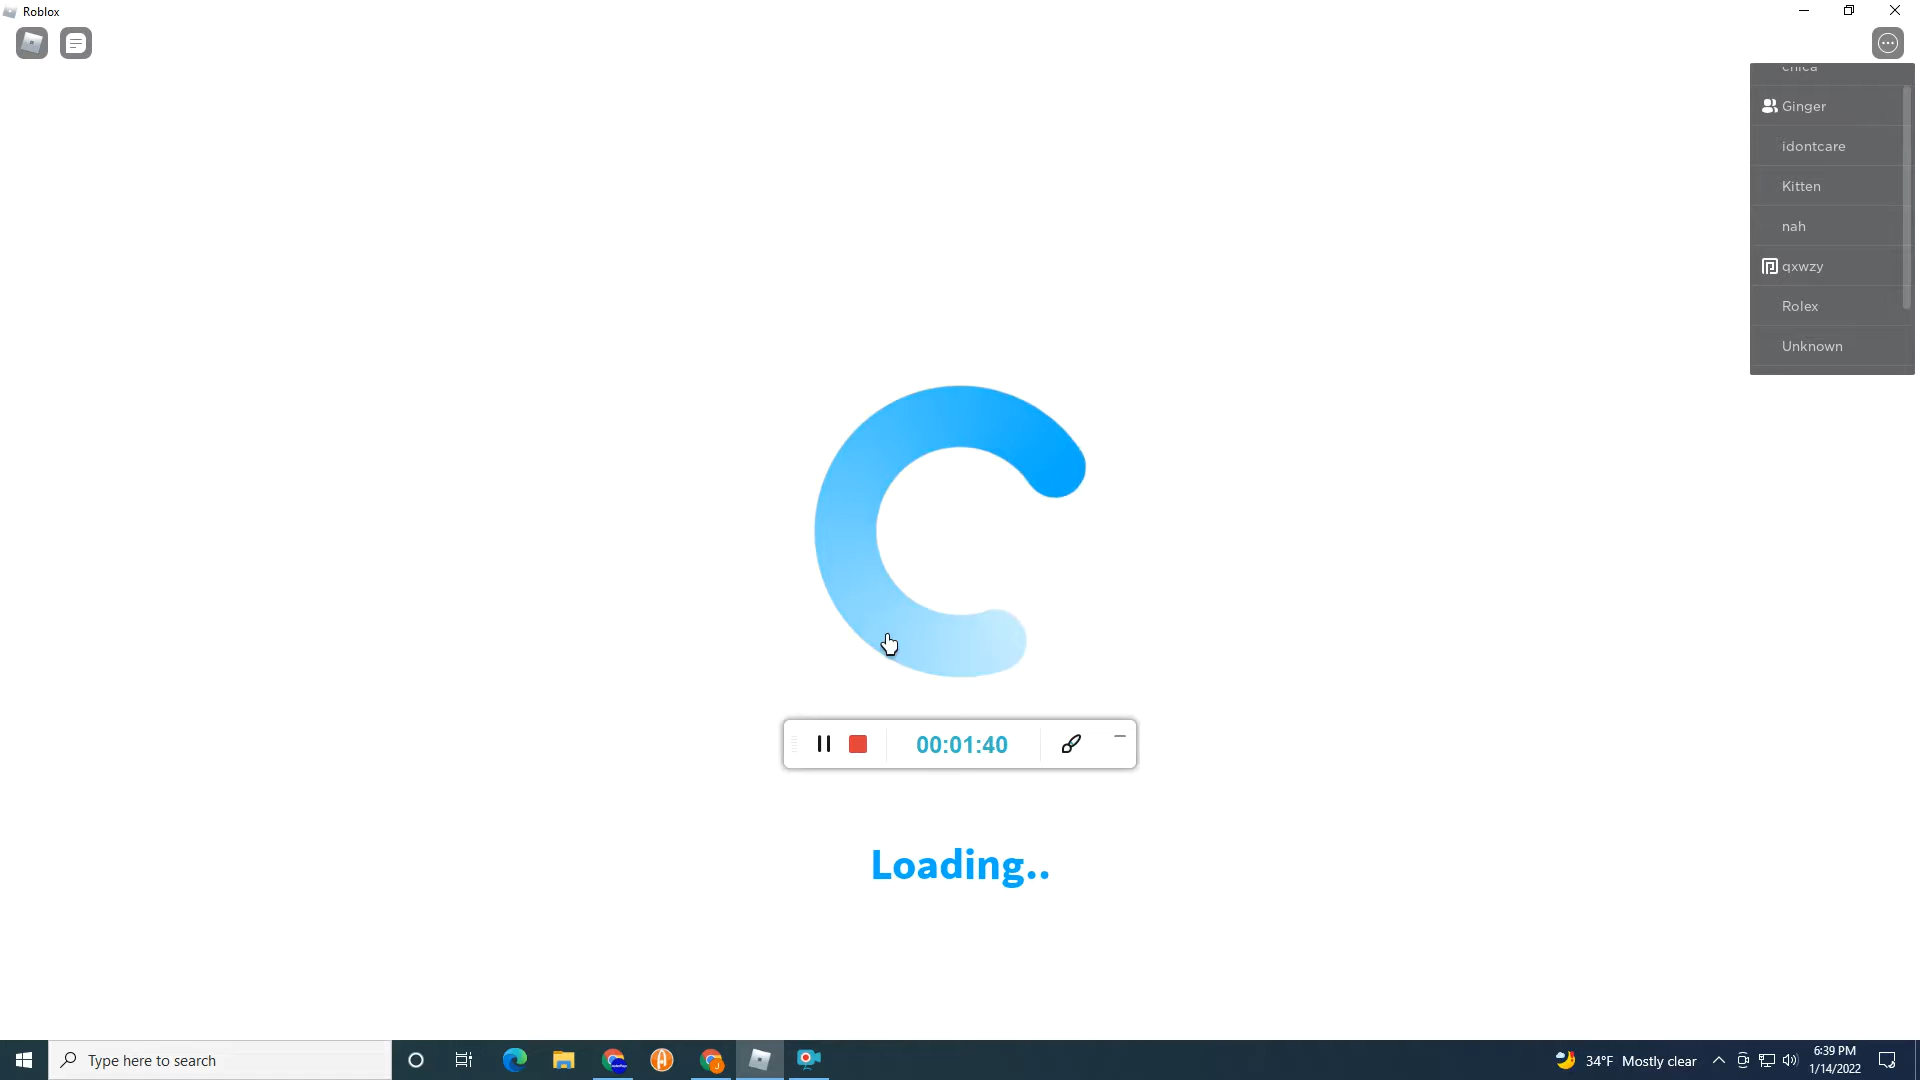 Roblox
chica
Ginger
idontcare
Kitten
nah
qxwzy
Rolex
Unknown
00:01:40
Loading..
Type here to search
34°F Mostly clear
6:39 PM
1/14/2022